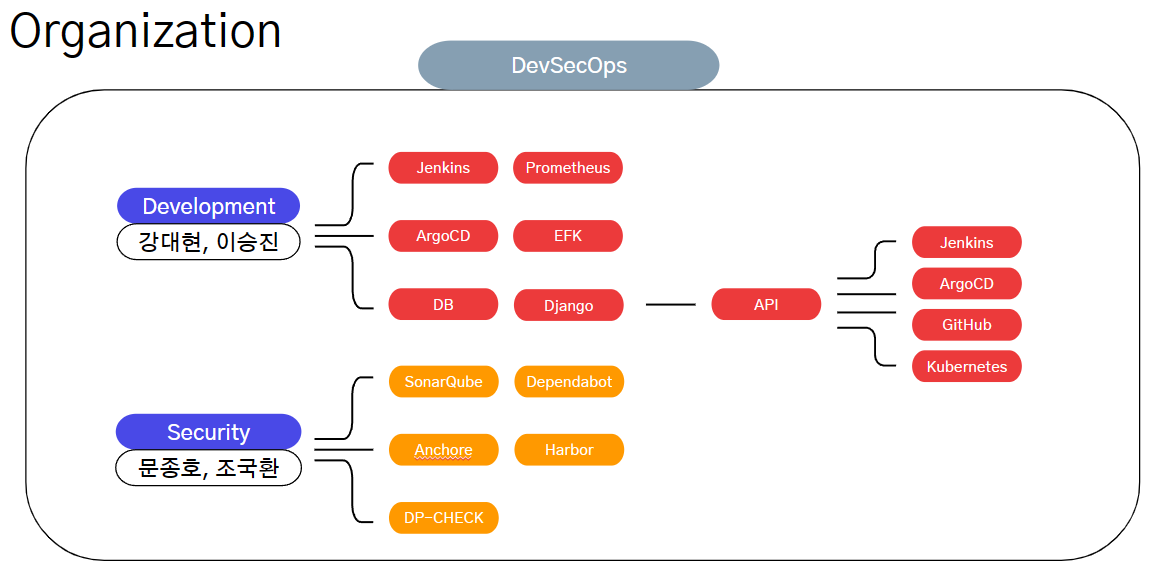 Organization
DevSecOps
Development
강대현, 이승진
Jenkins
Prometheus
ArgoCD
EFK
DB
Django
API
Jenkins
ArgoCD
GitHub
Kubernetes
Security
문종호, 조국환
SonarQube
Dependabot
Anchore
Harbor
DP-CHECK